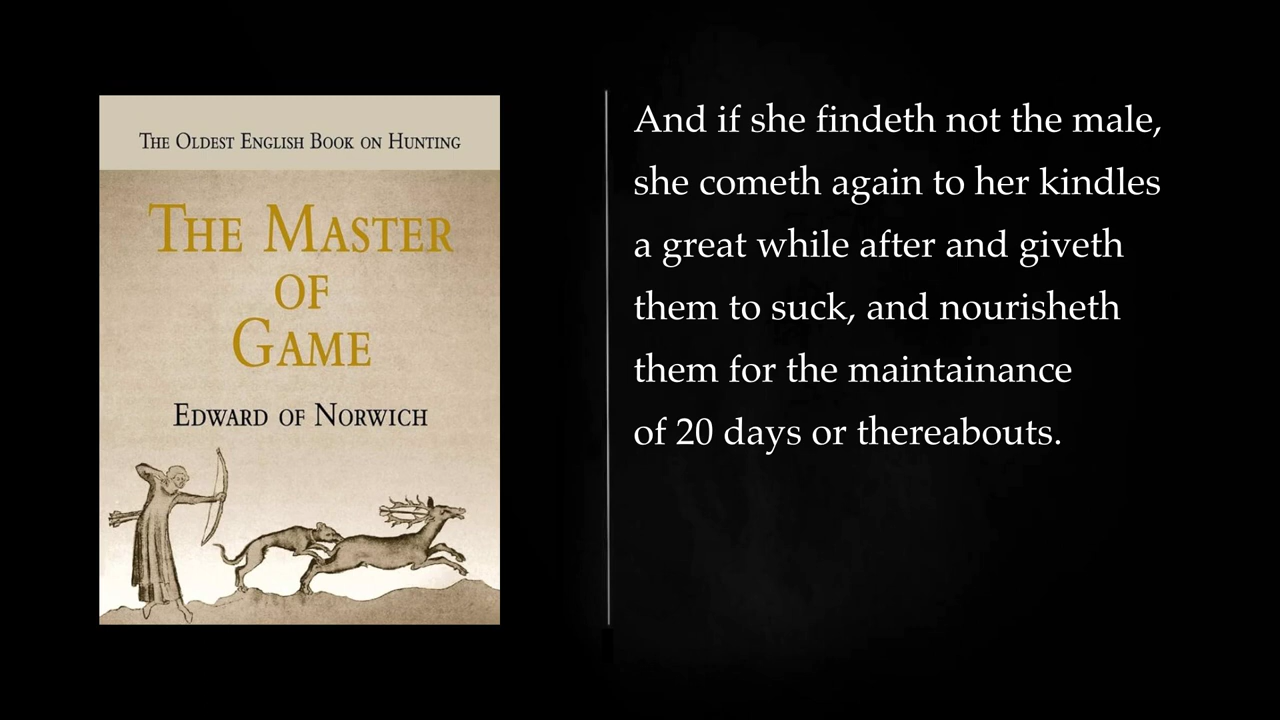 The Oldest English Book on Hunting
The Master
of
Game
Edward of Norwich
And if she findeth not the male,
she cometh again to her kindles
a great while after and giveth
them to suck, and nourisheth
them for the maintainance
of 20 days or thereabouts.